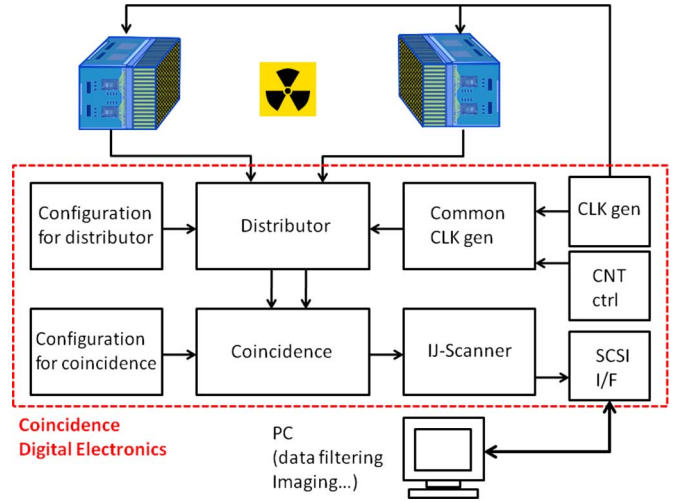 Configuration
for distributor
Distributor
Common
CLK gen
CLK gen
CNT
ctrl
Configuration
for coincidence
Coincidence
IJ-Scanner
SCSI
I/F
Coincidence
Digital Electronics
PC
(data filtering
Imaging...)